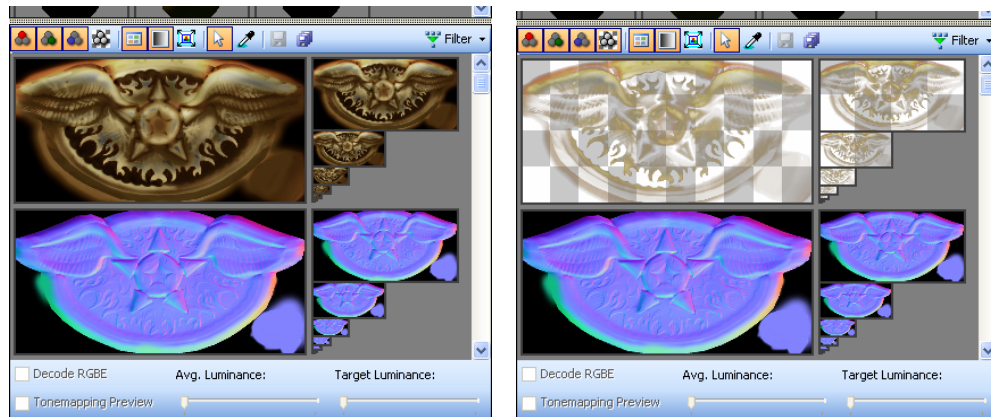 Filter
Filter
Decode RGBE Avg. Luminance: Target Luminance:
Tonemapping Preview
Decode RGBE Avg. Luminance: Target Luminance:
Tonemapping Preview